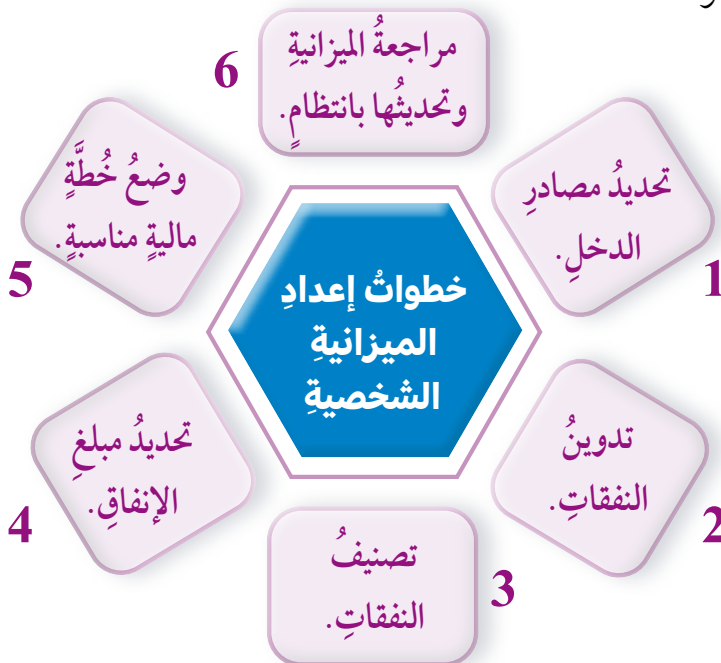 خطواتُ إعدادِ
الميزانيةِ
الشخصيةِ
1
تحديدُ مصادرِ
الدخلِ.
2
تدوينُ
النفقاتِ.
3
تصنيفُ
النفقاتِ.
4
تحديدُ مبلغِ
الإنفاقِ.
5
وضعُ خُطَّةٍ
ماليةٍ مناسبةٍ.
6
مراجعةُ الميزانيةِ
وتحديثُها بانتظامٍ.